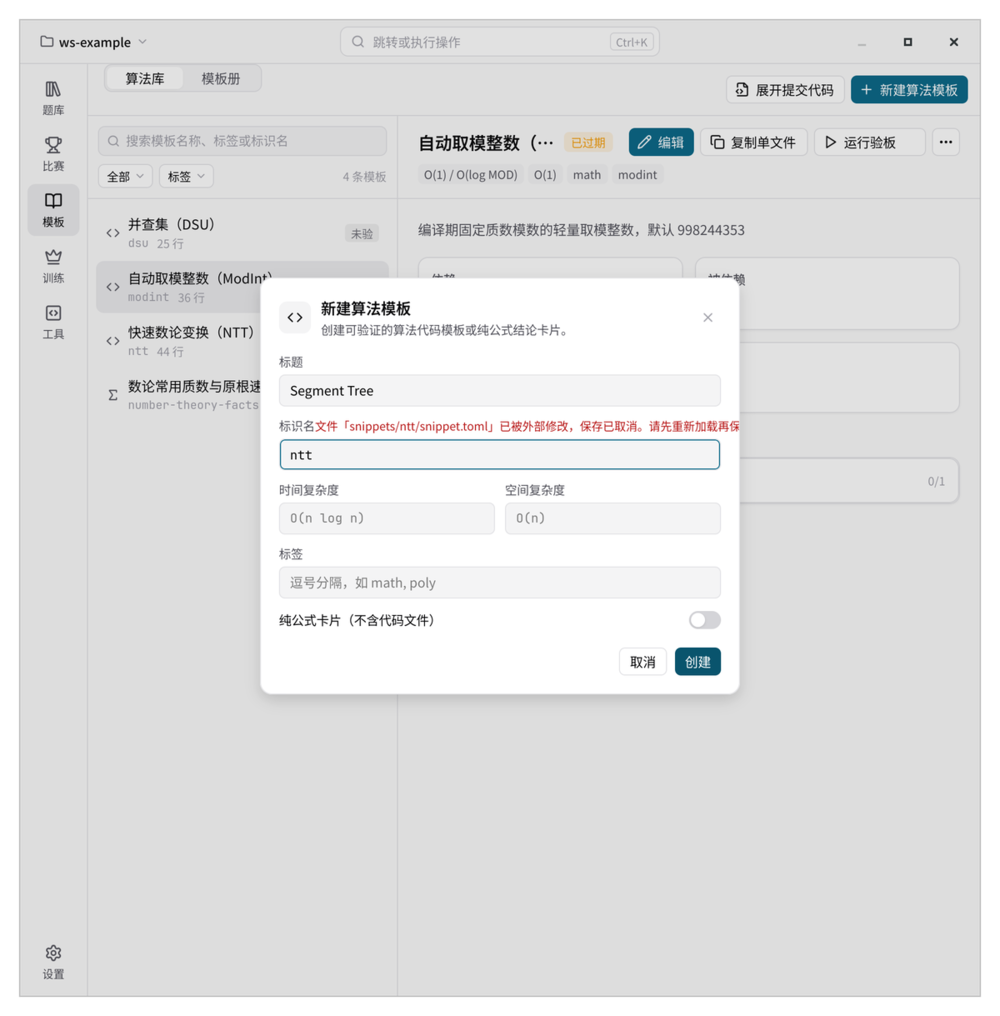 ws-example
跳转或执行操作
Ctrl+K
题库
比赛
模板
训练
工具
设置
算法库
模板册
展开提交代码
新建算法模板
搜索模板名称、标签或标识名
全部
标签
4 条模板
并查集（DSU）
dsu 25 行
未验
自动取模整数（ModInt）
modint 36 行
快速数论变换（NTT）
ntt 44 行
数论常用质数与原根速
number-theory-facts
自动取模整数（…
已过期
编辑
复制单文件
运行验板
O(1) / O(log MOD)
O(1)
math
modint
编译期固定质数模数的轻量取模整数，默认 998244353
依赖
被依赖
0/1
新建算法模板
创建可验证的算法代码模板或纯公式结论卡片。
标题
Segment Tree
标识名文件「snippets/ntt/snippet.toml」已被外部修改，保存已取消。请先重新加载再保
ntt
时间复杂度
空间复杂度
O(n log n)
O(n)
标签
逗号分隔，如 math, poly
纯公式卡片（不含代码文件）
取消
创建